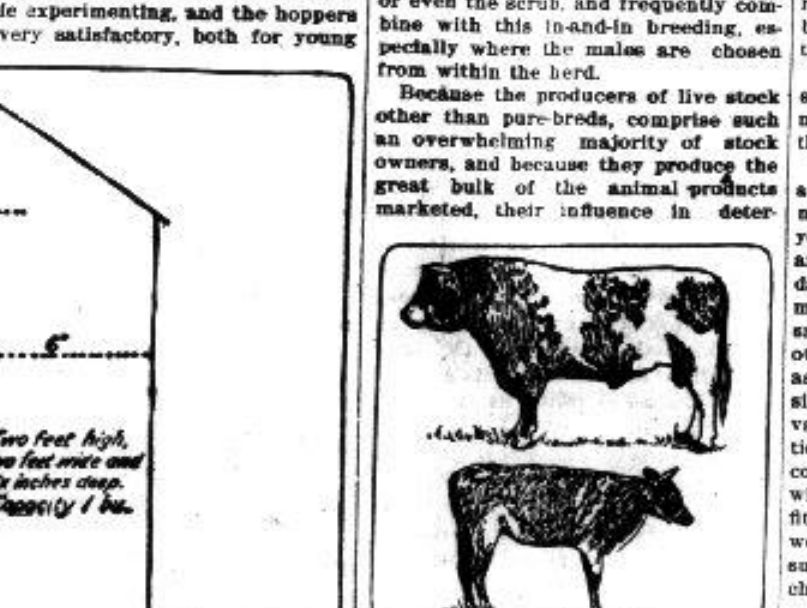 experimenting, and the hoppers
very satisfactory, both for young
6"
Two feet high,
feet wide and
inches deep.
Capacity 1 bu.
or even the scrub, and frequently com-
bine with this in-and-in breeding, es-
pecially where the males are chosen
from within the herd.
Because the producers of live stock
other than pure-breds, comprise such
an overwhelming majority of stock
owners, and because they produce the
great bulk of the animal products
marketed, their influence in deter-